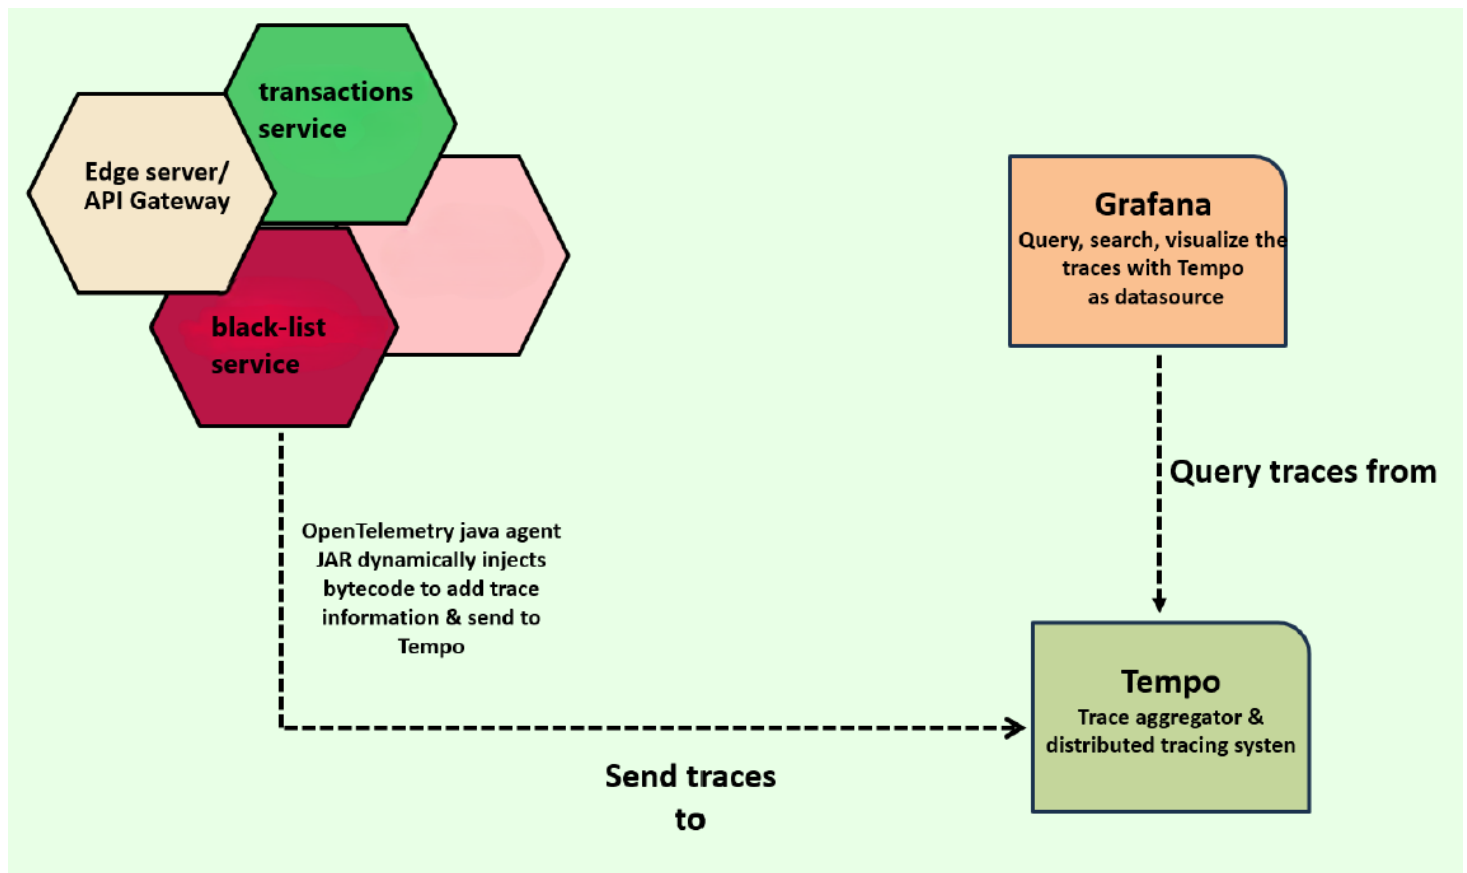 transactions
service
Edge server/
API Gateway
black-list
service
OpenTelemetry java agent
JAR dynamically injects
bytecode to add trace
information & send to
Tempo
Send traces
to
Grafana
Query, search, visualize the
traces with Tempo
as datasource
Query traces from
Tempo
Trace aggregator &
distributed tracing systen